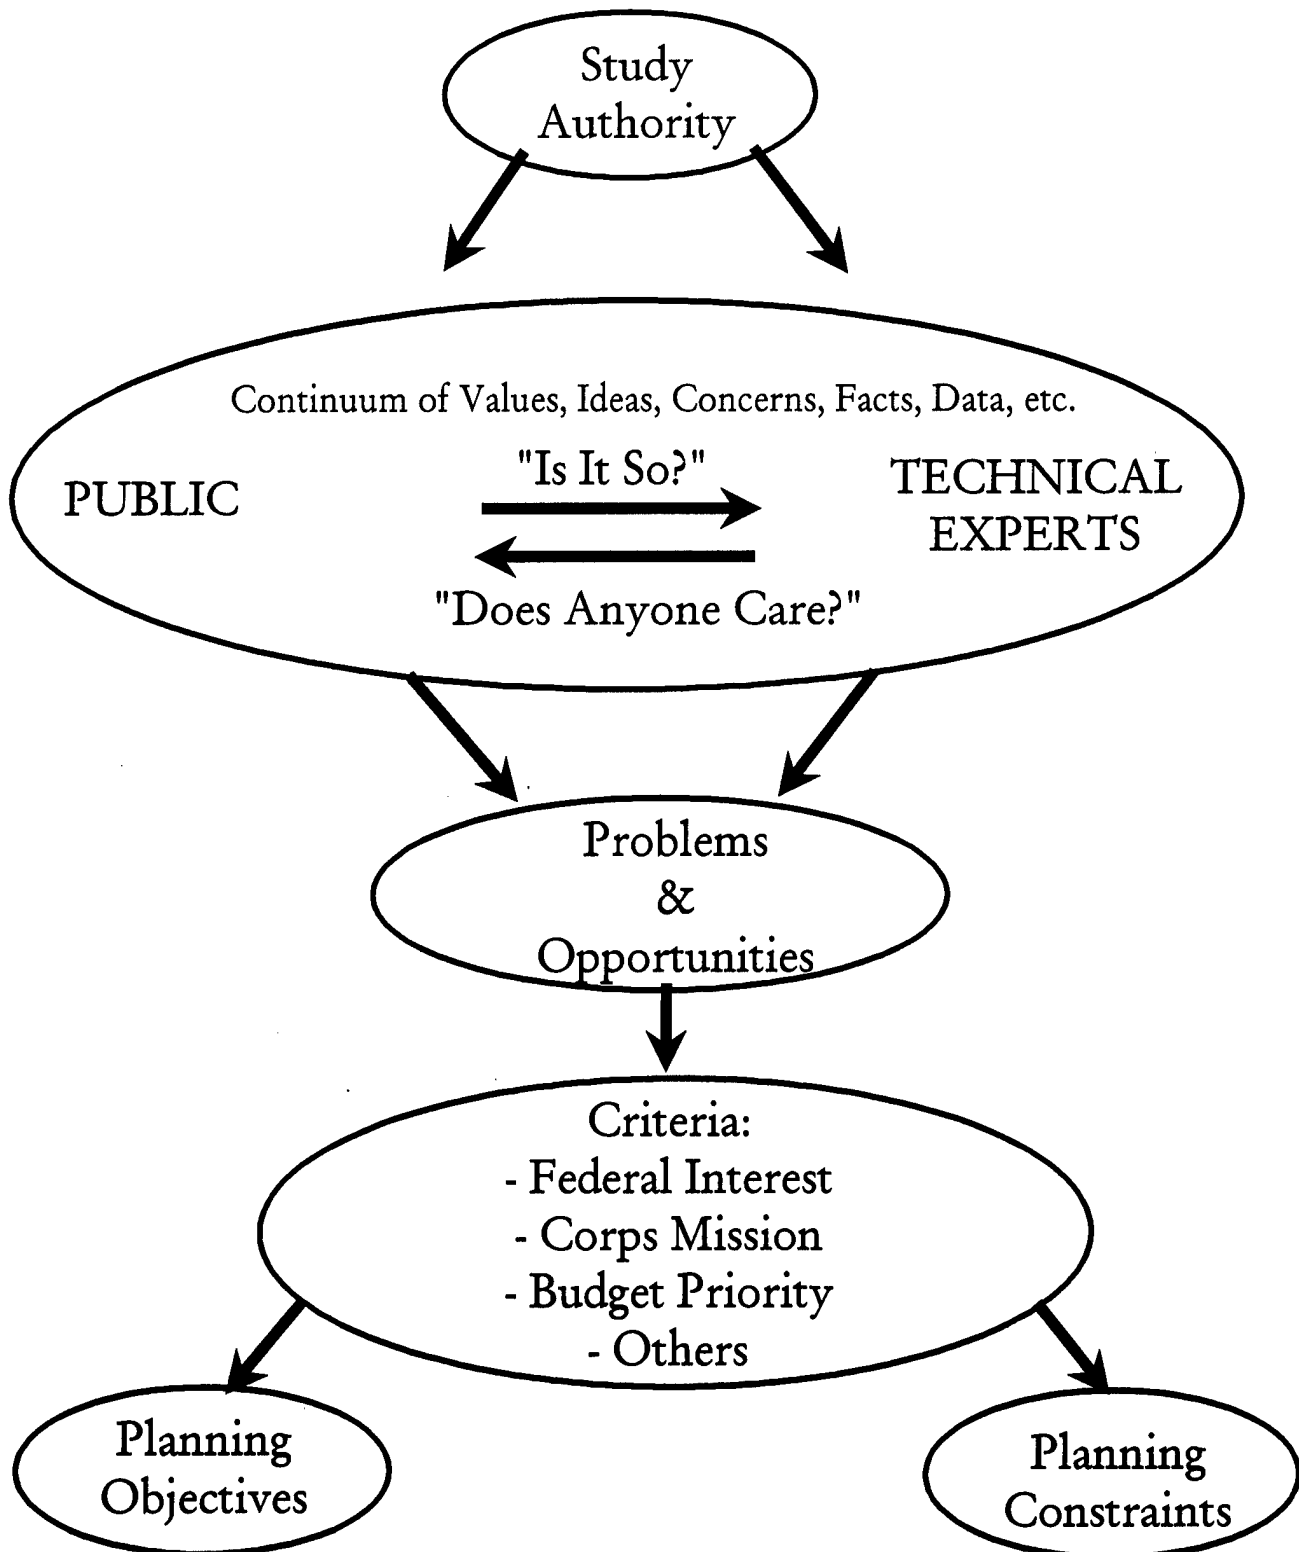 Study
Authority
Continuum of Values, Ideas, Concerns, Facts, Data, etc.
"Is It So?"
PUBLIC
TECHNICAL
EXPERTS
"Does Anyone Care?"
Problems
&
Opportunities
Criteria:
- Federal Interest
- Corps Mission
- Budget Priority
- Others
Planning
Objectives
Planning
Constraints